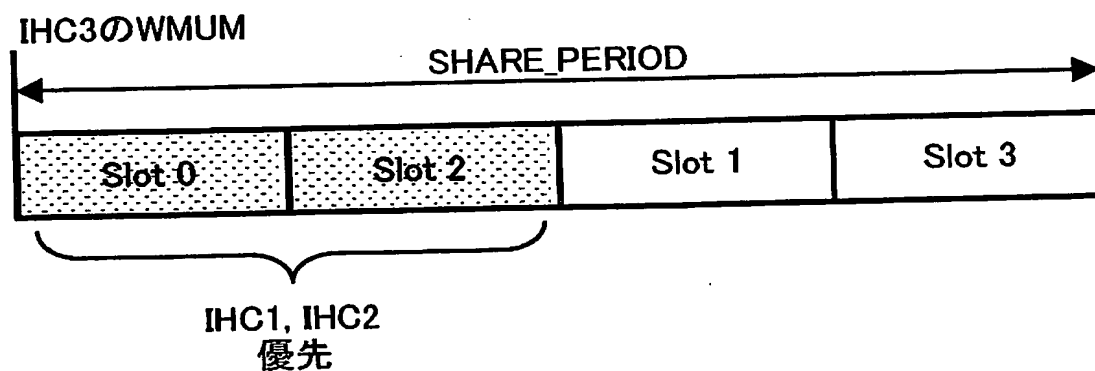 IHC3のWMUM
SHARE_PERIOD
Slot 0 Slot 2 Slot 1 Slot 3
IHC1, IHC2
優先